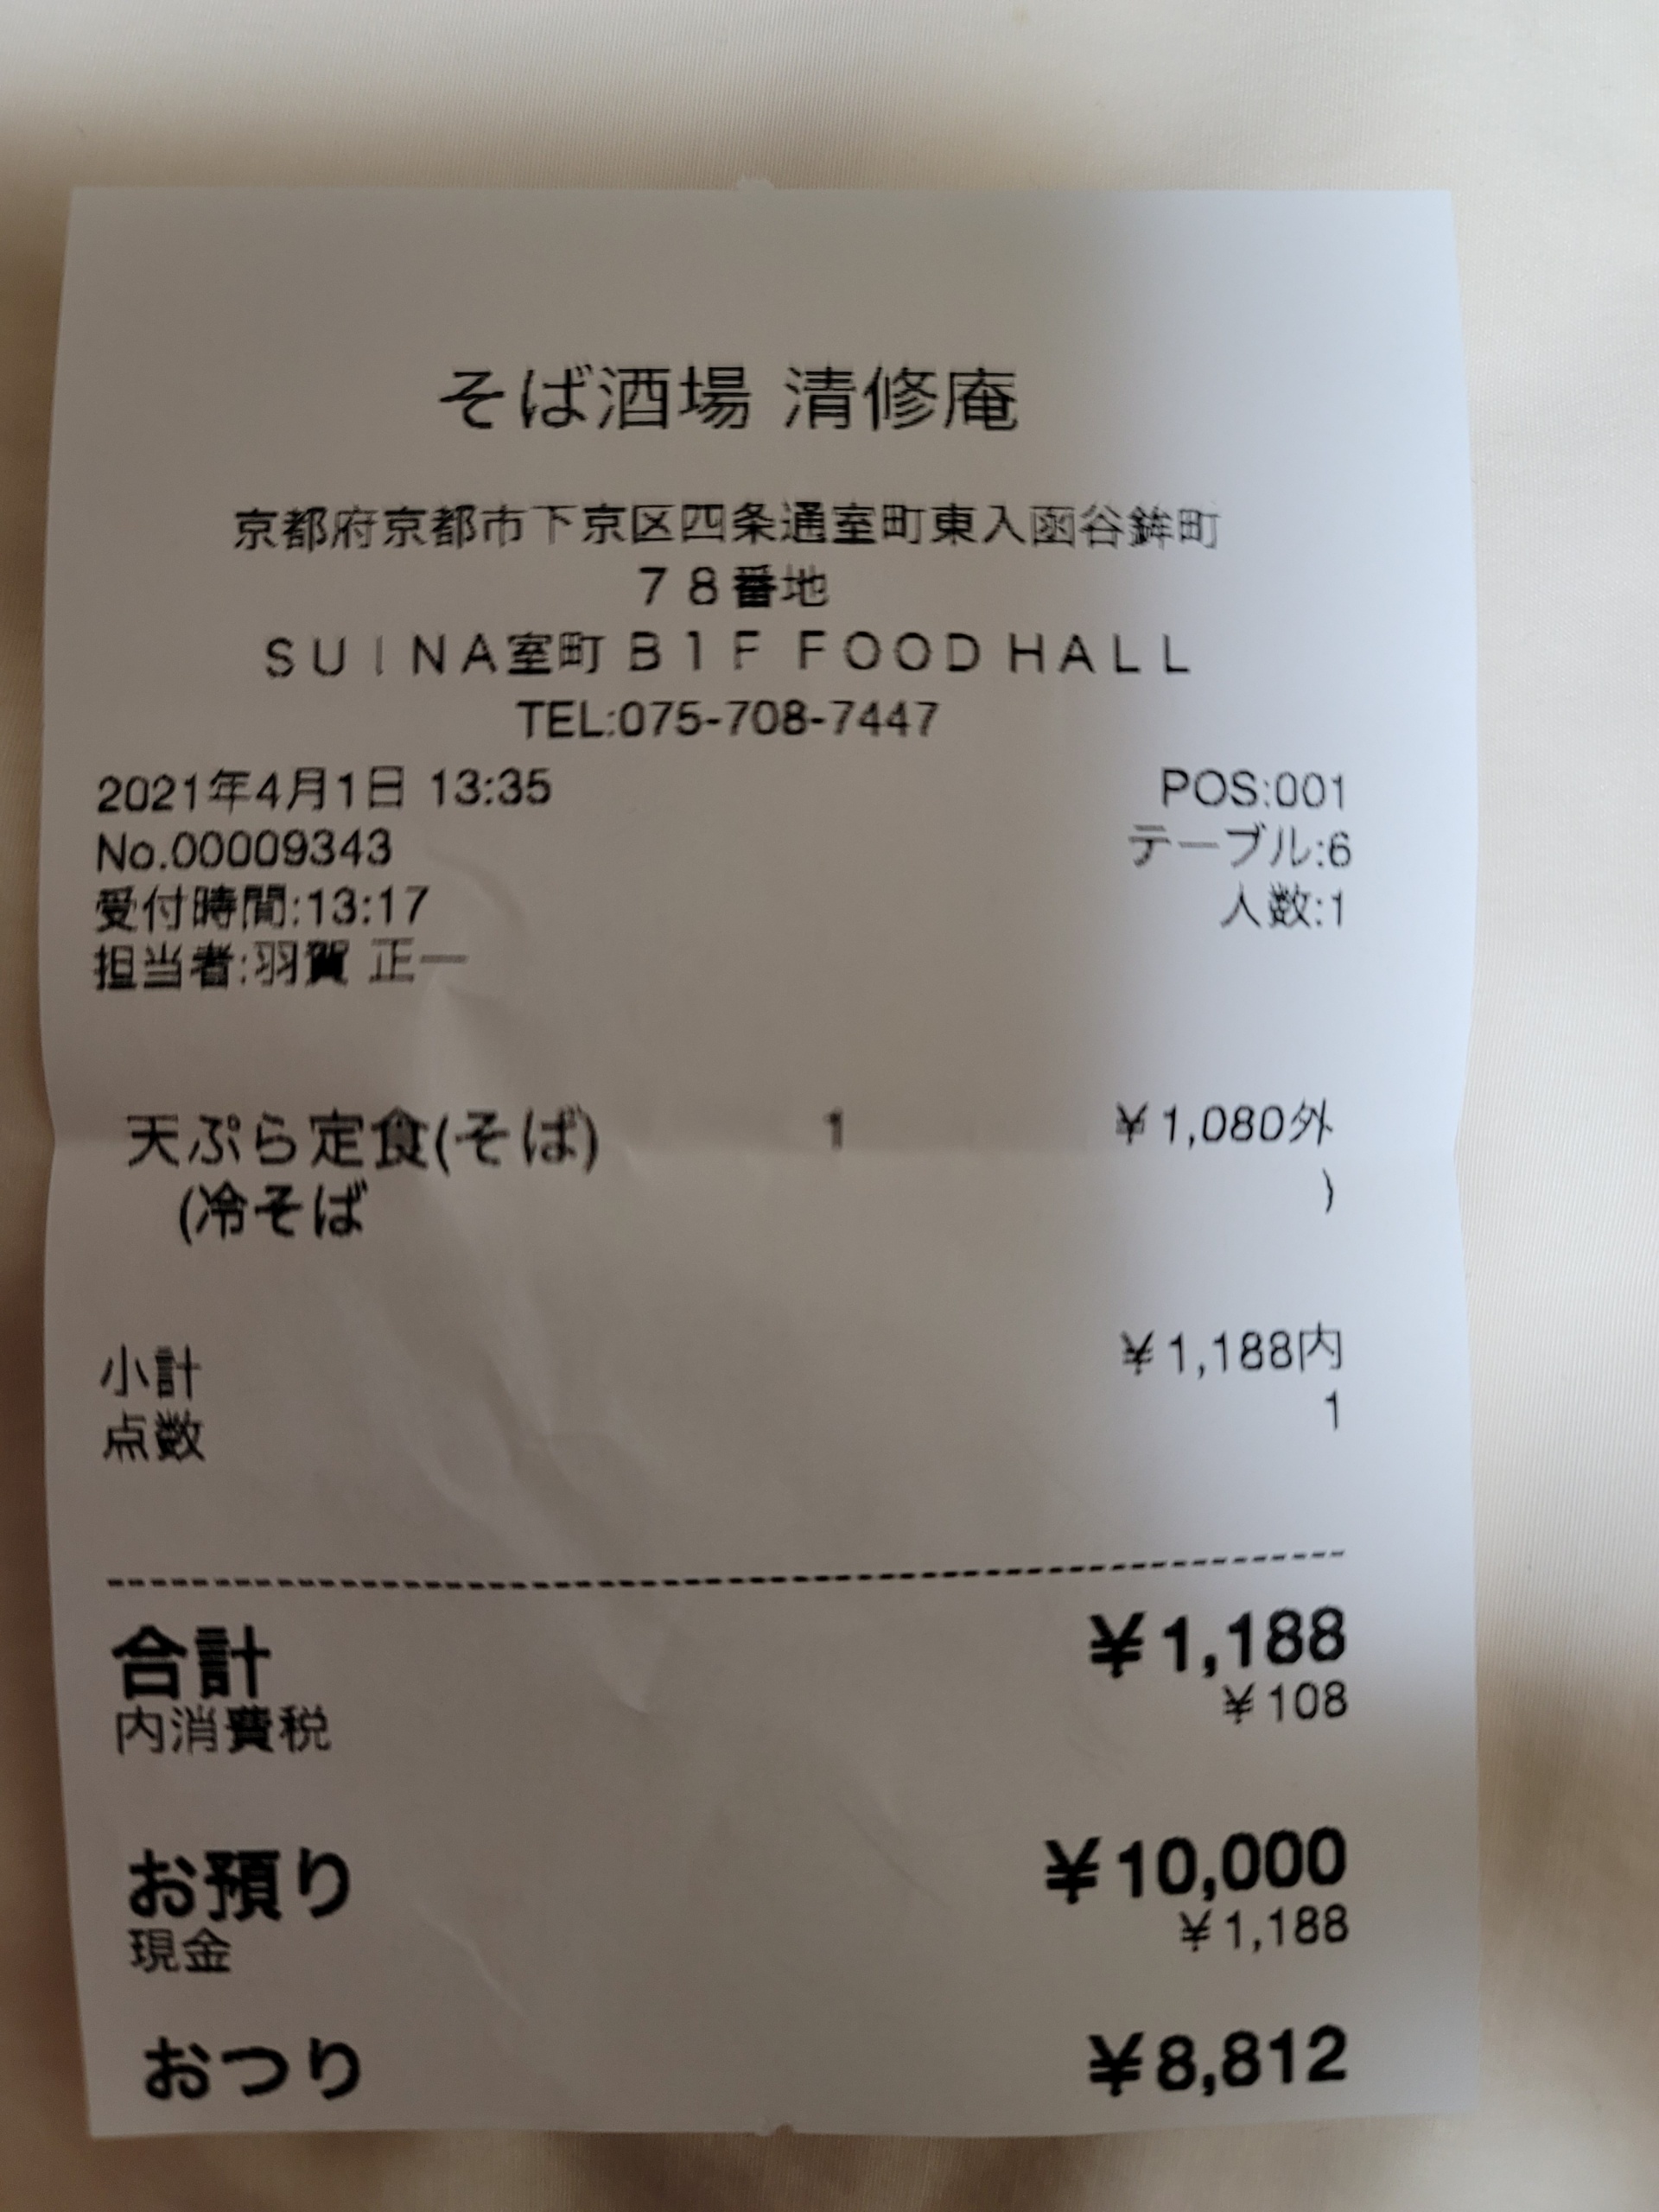 そば酒場 清修庵
京都府京都市下京区四条通室町東入函谷鉾町
７８番地
ＳＵＩＮＡ室町Ｂ１Ｆ ＦＯＯＤＨＡＬＬ
TEL:075-708-7447
2021年4月1日 13:35 POS:001
No.00009343 テーブル:6
受付時間:13:17 人数:1
担当者:羽賀 正一
天ぷら定食(そば) 1 ¥1,080外
(冷そば )
小計 ¥1,188内
点数 1
合計 ¥1,188
内消費税 ¥108
お預り ¥10,000
現金 ¥1,188
おつり ¥8,812